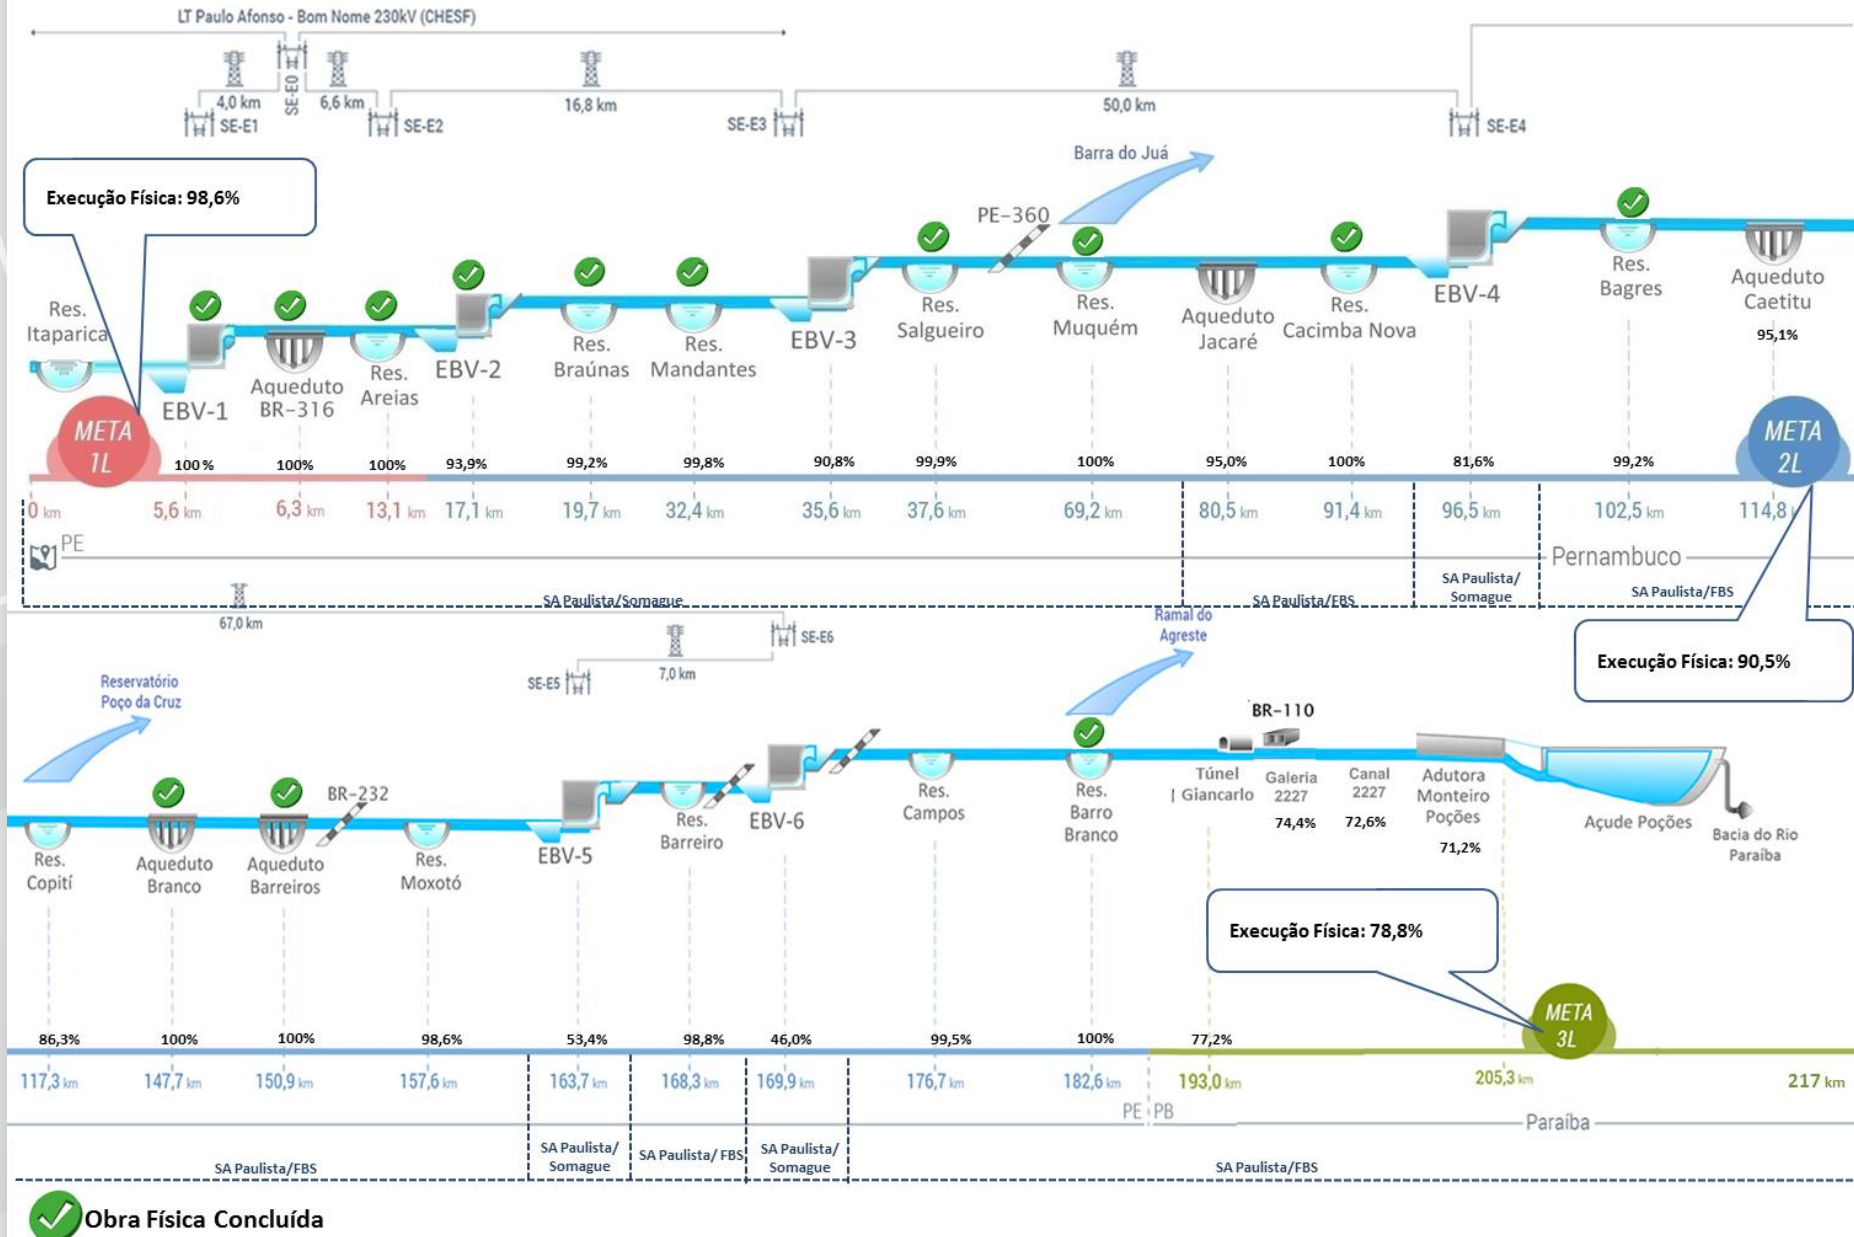 LT Paulo Afonso - Bom Nome 230kV (CHESF)
4,0 km
SE-E0
6,6 km
16,8 km
50,0 km
SE-E1
SE-E2
SE-E3
SE-E4
Barra do Juá
Execução Física: 98,6%
PE-360
Res.
Itaparica
EBV-1
Aqueduto
BR-316
Res.
Areias
EBV-2
Res.
Braúnas
Res.
Mandantes
EBV-3
Res.
Salgueiro
Res.
Muquém
Aqueduto
Jacaré
Res.
Cacimba Nova
EBV-4
Res.
Bagres
Aqueduto
Caetitu
95,1%
META
1L
META
2L
100 %
100%
100%
93,9%
99,2%
99,8%
90,8%
99,9%
100%
95,0%
100%
81,6%
99,2%
0 km
5,6 km
6,3 km
13,1 km
17,1 km
19,7 km
32,4 km
35,6 km
37,6 km
69,2 km
80,5 km
91,4 km
96,5 km
102,5 km
114,8
PE
Pernambuco
SA Paulista/Somague
SA Paulista/FBS
SA Paulista/
Somague
SA Paulista/FBS
Execução Física: 90,5%
67,0 km
SE-E6
7,0 km
SE-E5
Ramal do
Agreste
Reservatório
Poço da Cruz
BR-232
BR-110
Res.
Copití
Aqueduto
Branco
Aqueduto
Barreiros
Res.
Moxotó
EBV-5
Res.
Barreiro
EBV-6
Res.
Campos
Res.
Barro
Branco
Túnel
| Giancarlo
Galeria
2227
74,4%
Canal
2227
72,6%
Adutora
Monteiro
Poções
71,2%
Açude Poções
Bacia do Rio
Paraíba
Execução Física: 78,8%
META
3L
86,3%
100%
100%
98,6%
53,4%
98,8%
46,0%
99,5%
100%
77,2%
117,3 km
147,7 km
150,9 km
157,6 km
163,7 km
168,3 km
169,9 km
176,7 km
182,6 km
193,0 km
205,3 km
217 km
PE
PB
Paraíba
SA Paulista/FBS
SA Paulista/
Somague
SA Paulista/ FBS
SA Paulista/
Somague
SA Paulista/FBS
Obra Física Concluída